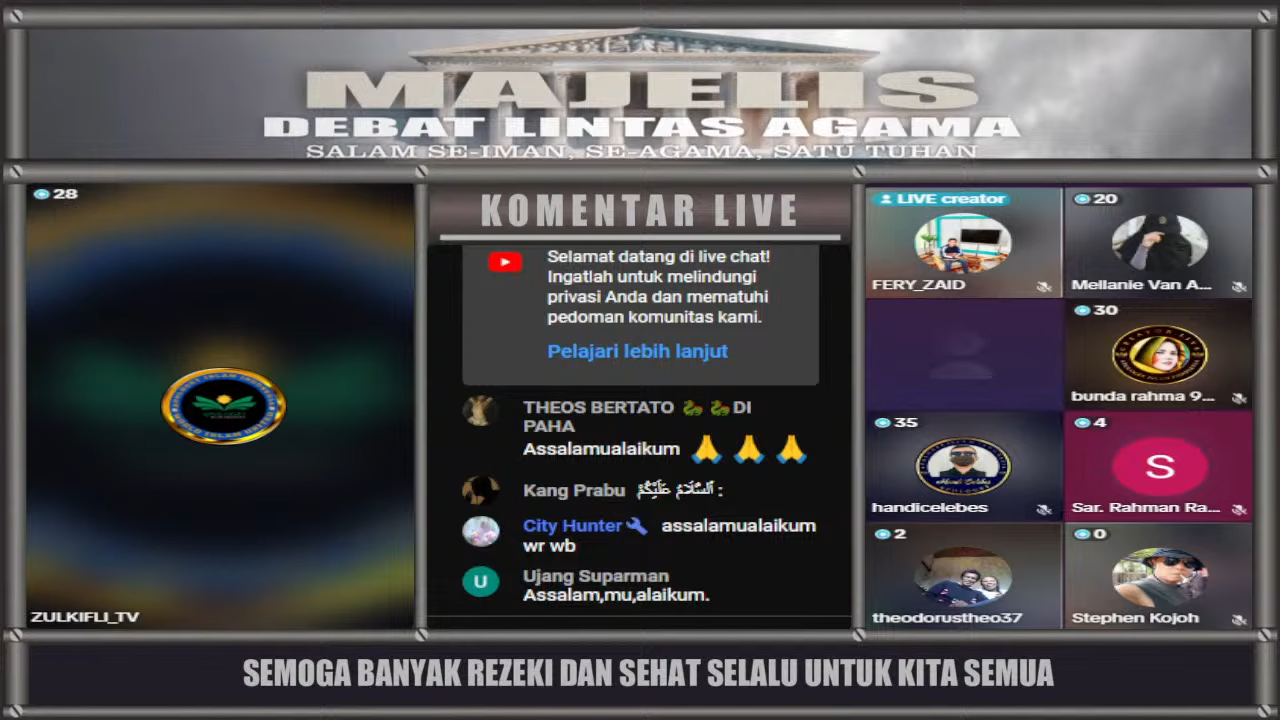 MAJELIS
DEBAT LINTAS AGAMA
SALAM SE-IMAN, SE-AGAMA, SATU TUHAN
28
ZULKIFLI_TV
KOMENTAR LIVE
Selamat datang di live chat!
Ingatlah untuk melindungi
privasi Anda dan mematuhi
pedoman komunitas kami.
Pelajari lebih lanjut
THEOS BERTATO 🐉 🐉 DI
PAHA
Assalamualaikum 🙏 🙏 🙏
Kang Prabu اَلسَّلَامُ عَلَيْكُمْ :
City Hunter assalamualaikum
wr wb
U
Ujang Suparman
Assalam,mu,alaikum.
LIVE creator
FERY_ZAID
20
Mellanie Van A...
30
bunda rahma 9...
35
handicelebes
4
S
Sar. Rahman Ra...
2
theodorustheo37
0
Stephen Kojoh
SEMOGA BANYAK REZEKI DAN SEHAT SELALU UNTUK KITA SEMUA